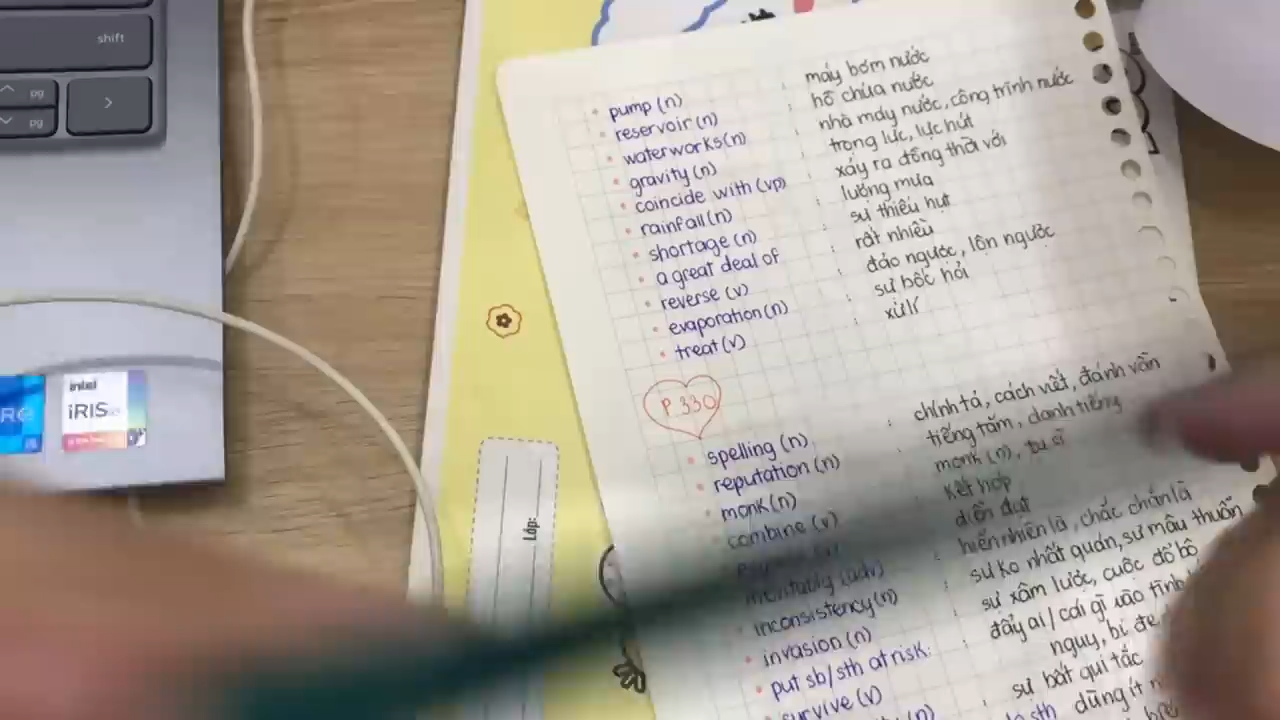 shift
pg
pg
intel
iRIS
Lớp:
pump (n) : máy bơm nước
reservoir (n) : hồ chứa nước
waterworks (n) : nhà máy nước, công trình nước
gravity (n) : trọng lực, lực hút
coincide with (vp) : xảy ra đồng thời với
rainfall (n) : lượng mưa
shortage (n) : sự thiếu hụt
a great deal of : rất nhiều
reverse (v) : đảo ngược, lộn ngược
evaporation (n) : sự bốc hơi
treat (v) : xử lí
P.330
spelling (n) : chính tả, cách viết, đánh vần
reputation (n) : tiếng tăm, danh tiếng
monk (n) monk (n), tu sĩ
combine (v) kết hợp
diễn đạt
(adv) : hiển nhiên là, chắc chắn là
inconsistency (n) : sự ko nhất quán, sự mâu thuẫn
invasion (n) : sự xâm lược, cuộc đổ bộ
put sb/sth at risk : đẩy ai/cái gì vào tình
nguy, bị đe
survive (v)
(n) : sự bất qui tắc
sth dùng ít